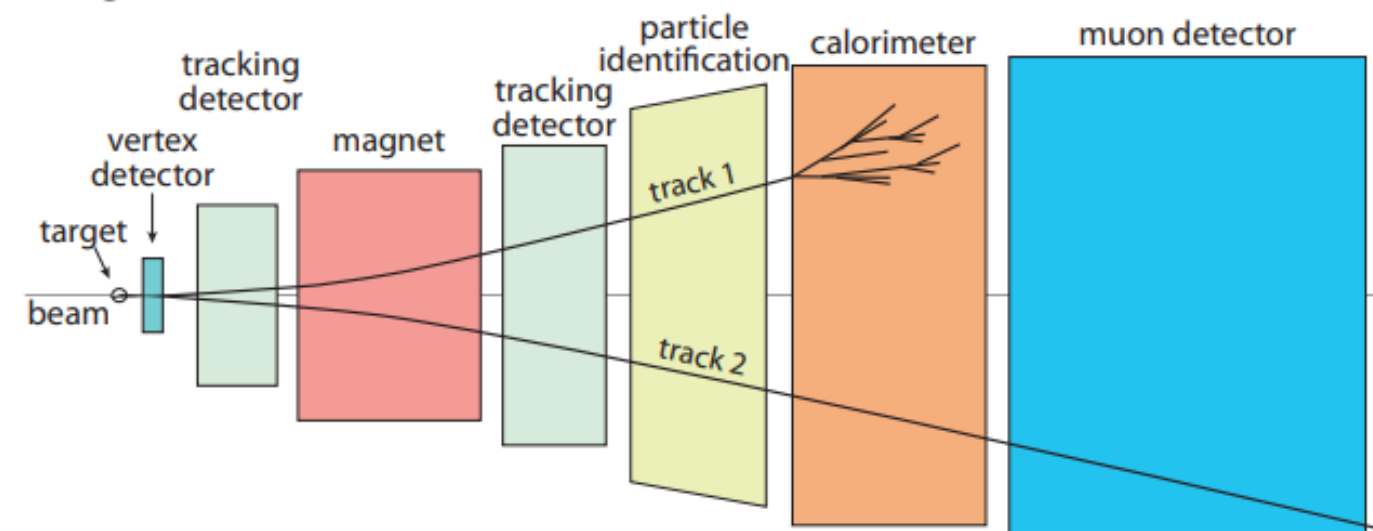 tracking
detector
vertex
detector
target
beam
magnet
tracking
detector
particle
identification
calorimeter
muon detector
track 1
track 2